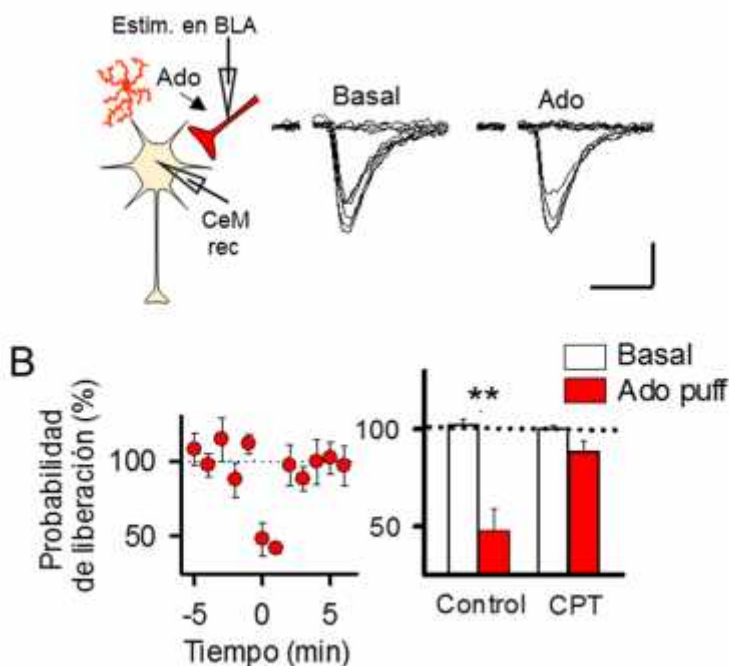 Estim. en BLA
Ado
Basal
Ado
CeM
rec
B
Basal
Ado puff
Probabilidad
de liberación (%)
100
50
-5
0
5
Tiempo (min)
**
100
50
Control
CPT